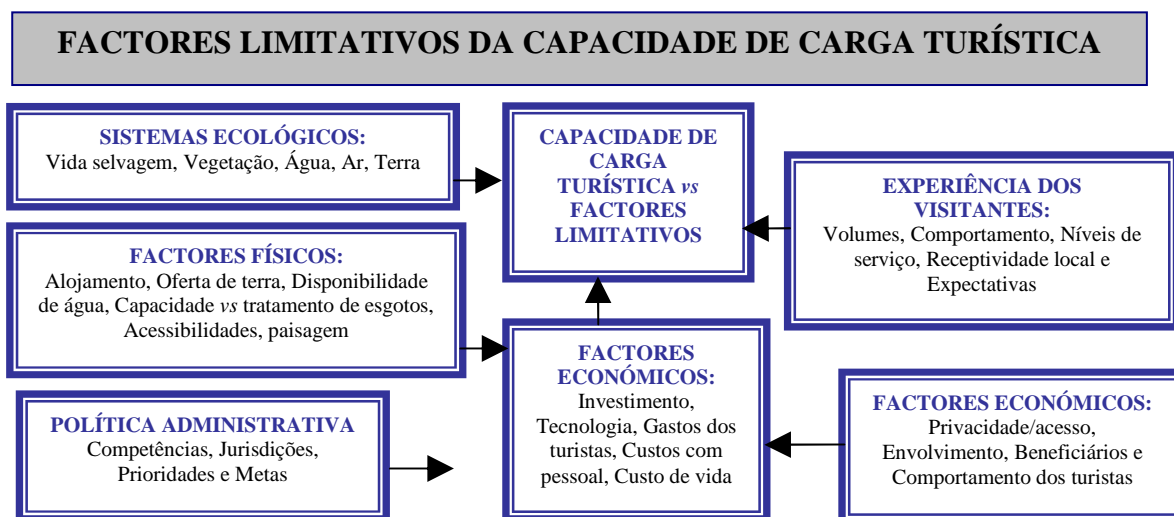 FACTORES LIMITATIVOS DA CAPACIDADE DE CARGA TURÍSTICA
SISTEMAS ECOLÓGICOS:
Vida selvagem, Vegetação, Água, Ar, Terra
CAPACIDADE DE
CARGA
TURÍSTICA vs
FACTORES
LIMITATIVOS
EXPERIÊNCIA DOS
VISITANTES:
Volumes, Comportamento, Níveis de
serviço, Receptividade local e
Expectativas
FACTORES FÍSICOS:
Alojamento, Oferta de terra, Disponibilidade
de água, Capacidade vs tratamento de esgotos,
Acessibilidades, paisagem
FACTORES
ECONÓMICOS:
Investimento,
Tecnologia, Gastos dos
turistas, Custos com
pessoal, Custo de vida
POLÍTICA ADMINISTRATIVA
Competências, Jurisdições,
Prioridades e Metas
FACTORES ECONÓMICOS:
Privacidade/acesso,
Envolvimento, Beneficiários e
Comportamento dos turistas